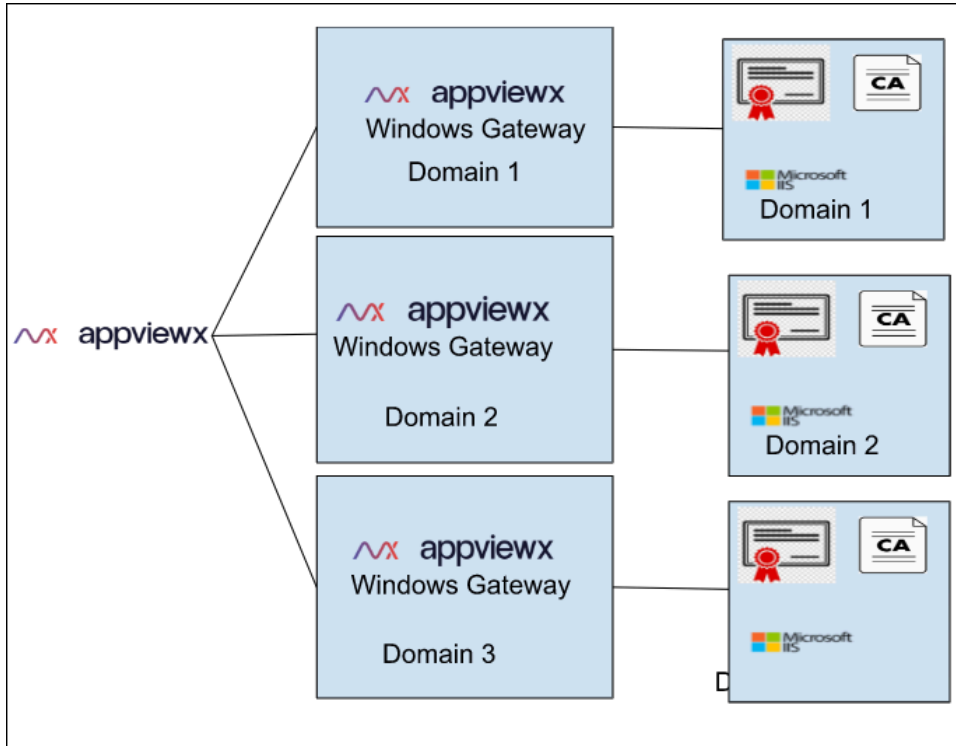 appviewx
appviewx
Windows Gateway
Domain 1
CA
Microsoft
IIS
Domain 1
appviewx
Windows Gateway
Domain 2
CA
Microsoft
IIS
Domain 2
appviewx
Windows Gateway
Domain 3
CA
Microsoft
IIS